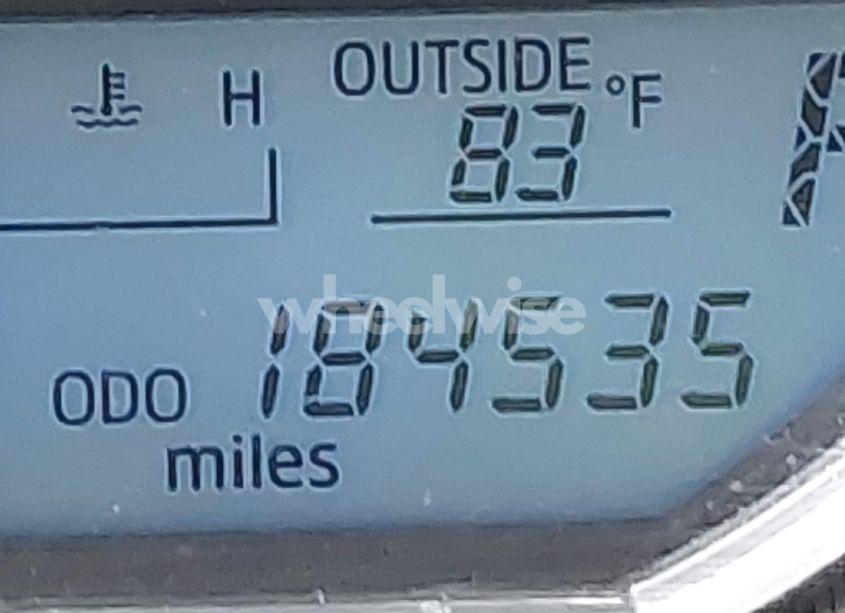 H
OUTSIDE
83 °F
wheelwise
184535
ODO
miles